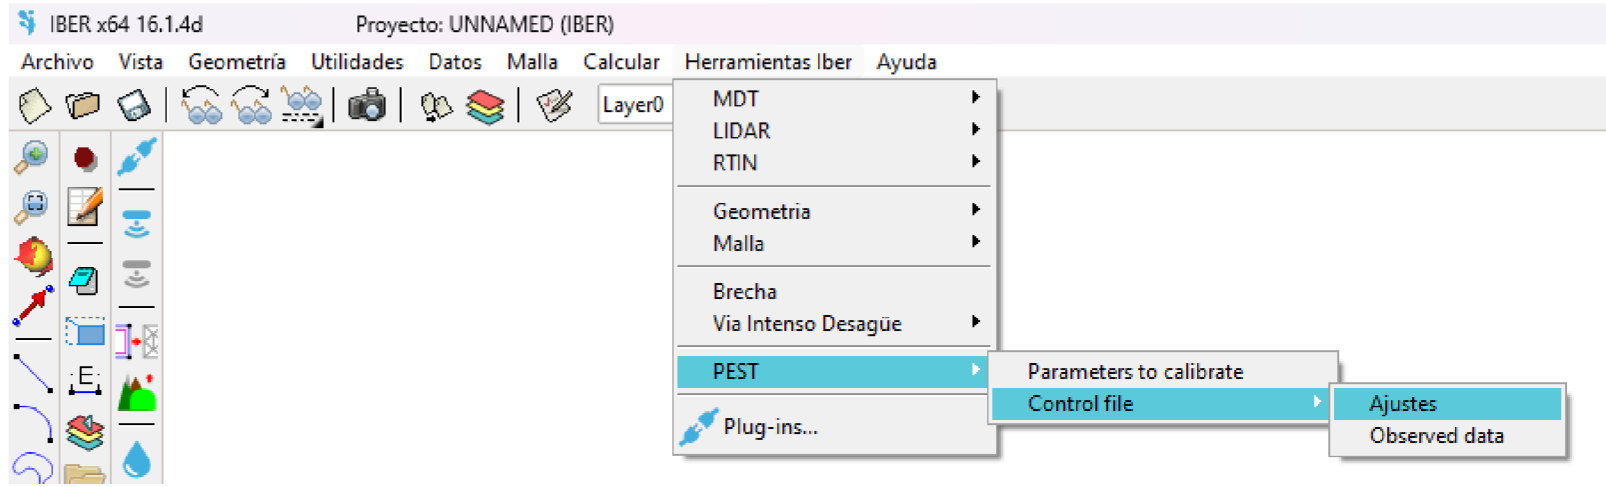 IBER x64 16.1.4d Proyecto: UNNAMED (IBER)
Archivo Vista Geometría Utilidades Datos Malla Calcular Herramientas Iber Ayuda
Layer0
MDT
LIDAR
RTIN
Geometria
Malla
Brecha
Via Intenso Desagüe
PEST
Plug-ins...
Parameters to calibrate
Control file
Ajustes
Observed data
E